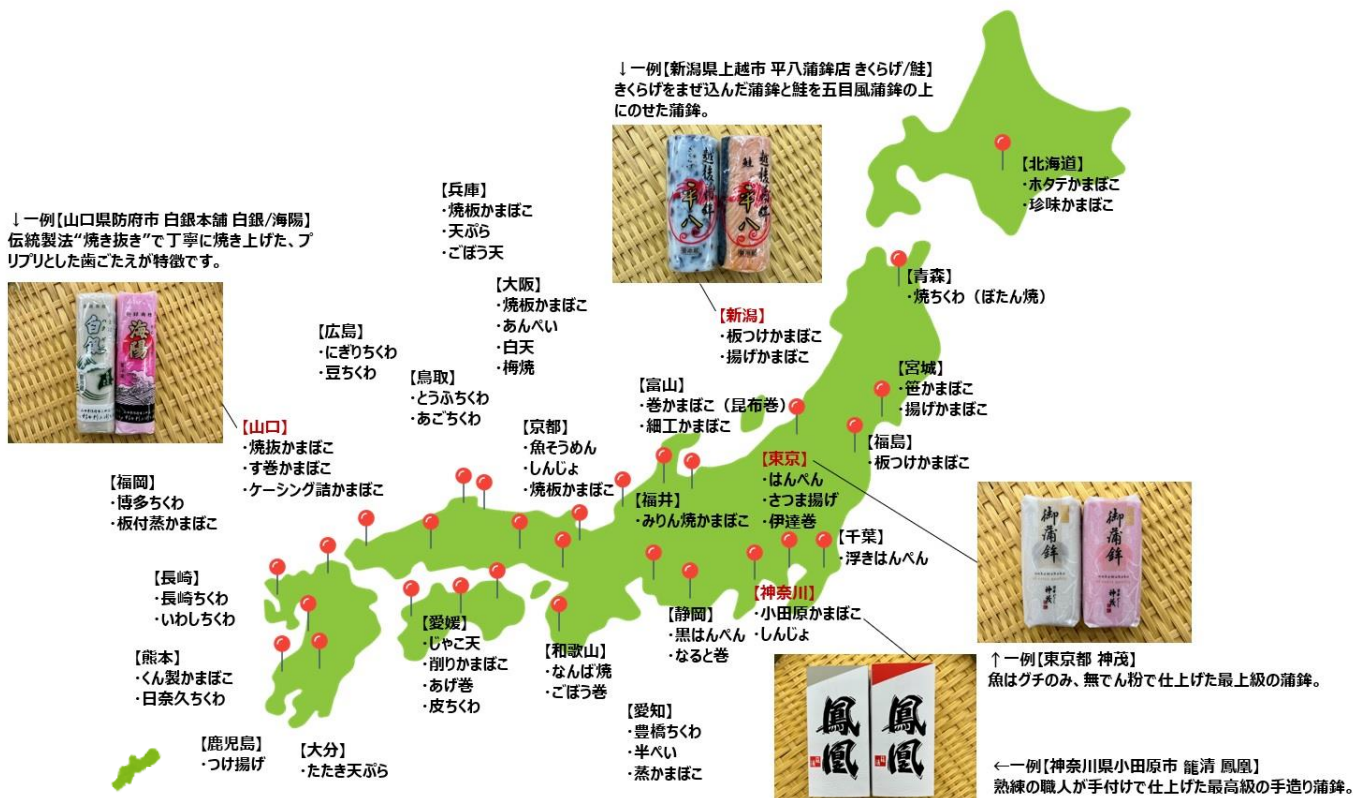 ↓一例【新潟県上越市 平八蒲鉾店 きくらげ/鮭】
きくらげをまぜ込んだ蒲鉾と鮭を五目風蒲鉾の上
にのせた蒲鉾。
越後蒲鉾
平八
鮭
越後蒲鉾
平八
【北海道】
・ホタテかまぼこ
・珍味かまぼこ
↓一例【山口県防府市 白銀本舗 白銀/海陽】
伝統製法“焼き抜き”で丁寧に焼き上げた、プ
リプリとした歯ごたえが特徴です。
白銀
海陽
【兵庫】
・焼板かまぼこ
・天ぷら
・ごぼう天
【大阪】
・焼板かまぼこ
・あんぺい
・白天
・梅焼
【青森】
・焼ちくわ（ぼたん焼）
【新潟】
・板つけかまぼこ
・揚げかまぼこ
【広島】
・にぎりちくわ
・豆ちくわ
【鳥取】
・とうふちくわ
・あごちくわ
【富山】
・巻かまぼこ（昆布巻）
・細工かまぼこ
【宮城】
・笹かまぼこ
・揚げかまぼこ
【山口】
・焼抜かまぼこ
・す巻かまぼこ
・ケーシング詰かまぼこ
【京都】
・魚そうめん
・しんじょ
・焼板かまぼこ
【福島】
・板つけかまぼこ
【東京】
・はんぺん
・さつま揚げ
・伊達巻
【福岡】
・博多ちくわ
・板付蒸かまぼこ
【福井】
・みりん焼かまぼこ
【千葉】
・浮きはんぺん
御蒲鉾
神茂
御蒲鉾
神茂
【長崎】
・長崎ちくわ
・いわしちくわ
【愛媛】
・じゃこ天
・削りかまぼこ
・あげ巻
・皮ちくわ
【和歌山】
・なんば焼
・ごぼう巻
【静岡】
・黒はんぺん
・なると巻
【神奈川】
・小田原かまぼこ
・しんじょ
【熊本】
・くん製かまぼこ
・日奈久ちくわ
↑一例【東京都 神茂】
魚はグチのみ、無でん粉で仕上げた最上級の蒲鉾。
【愛知】
・豊橋ちくわ
・半ぺい
・蒸かまぼこ
鳳凰
鳳凰
【鹿児島】
・つけ揚げ
【大分】
・たたき天ぷら
←一例【神奈川県小田原市 籠清 鳳凰】
熟練の職人が手付けで仕上げた最高級の手造り蒲鉾。